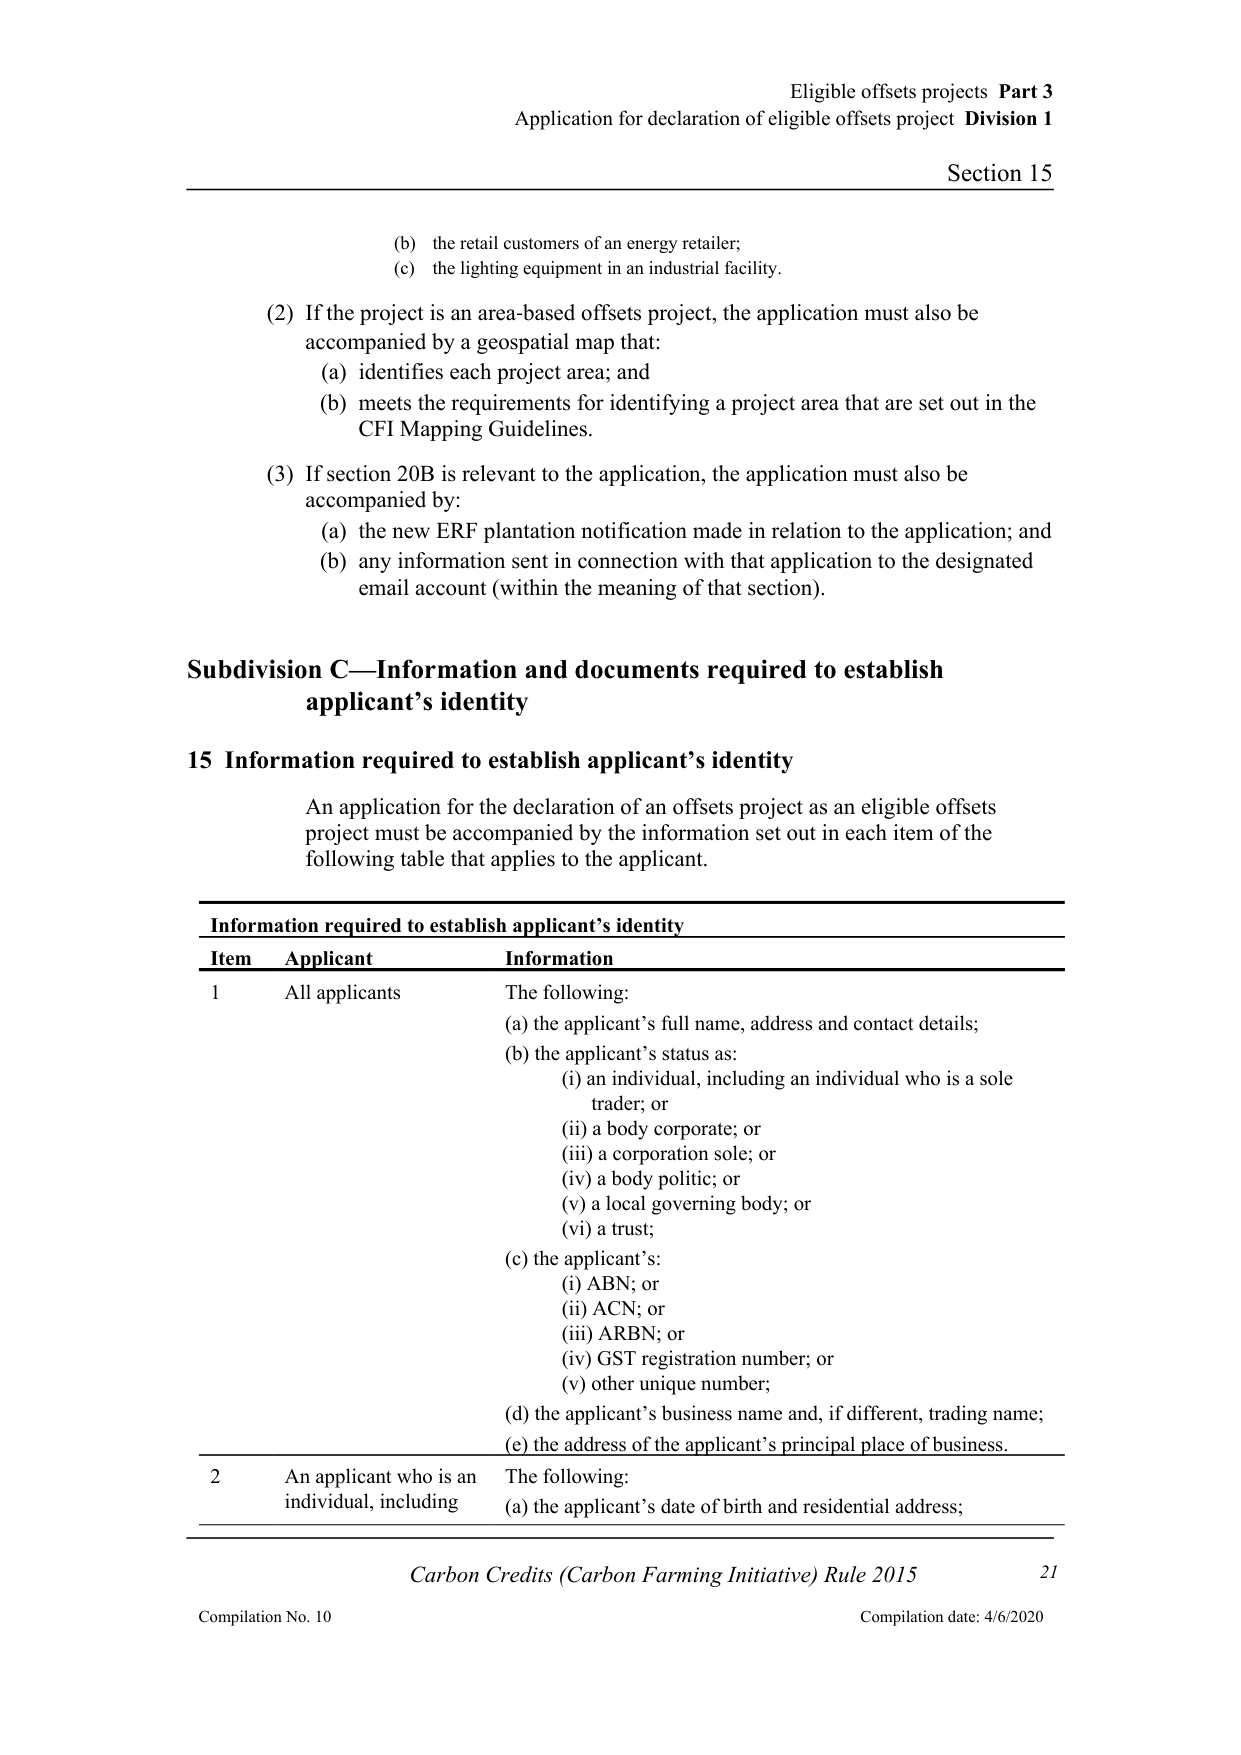 Eligible offsets projects Part 3
Application for declaration of eligible offsets project Division 1
Section 15
(b) the retail customers of an energy retailer;
(c) the lighting equipment in an industrial facility.
(2) If the project is an area-based offsets project, the application must also be
accompanied by a geospatial map that:
(a) identifies each project area; and
(b) meets the requirements for identifying a project area that are set out in the
CFI Mapping Guidelines.
(3) If section 20B is relevant to the application, the application must also be
accompanied by:
(a) the new ERF plantation notification made in relation to the application; and
(b) any information sent in connection with that application to the designated
email account (within the meaning of that section).
Subdivision C—Information and documents required to establish
applicant’s identity
15 Information required to establish applicant’s identity
An application for the declaration of an offsets project as an eligible offsets
project must be accompanied by the information set out in each item of the
following table that applies to the applicant.
Information required to establish applicant’s identity
Item Applicant Information
1 All applicants The following:
(a) the applicant’s full name, address and contact details;
(b) the applicant’s status as:
(i) an individual, including an individual who is a sole
trader; or
(ii) a body corporate; or
(iii) a corporation sole; or
(iv) a body politic; or
(v) a local governing body; or
(vi) a trust;
(c) the applicant’s:
(i) ABN; or
(ii) ACN; or
(iii) ARBN; or
(iv) GST registration number; or
(v) other unique number;
(d) the applicant’s business name and, if different, trading name;
(e) the address of the applicant’s principal place of business.
2 An applicant who is an The following:
individual, including (a) the applicant’s date of birth and residential address;
Carbon Credits (Carbon Farming Initiative) Rule 2015 21
Compilation No. 10 Compilation date: 4/6/2020